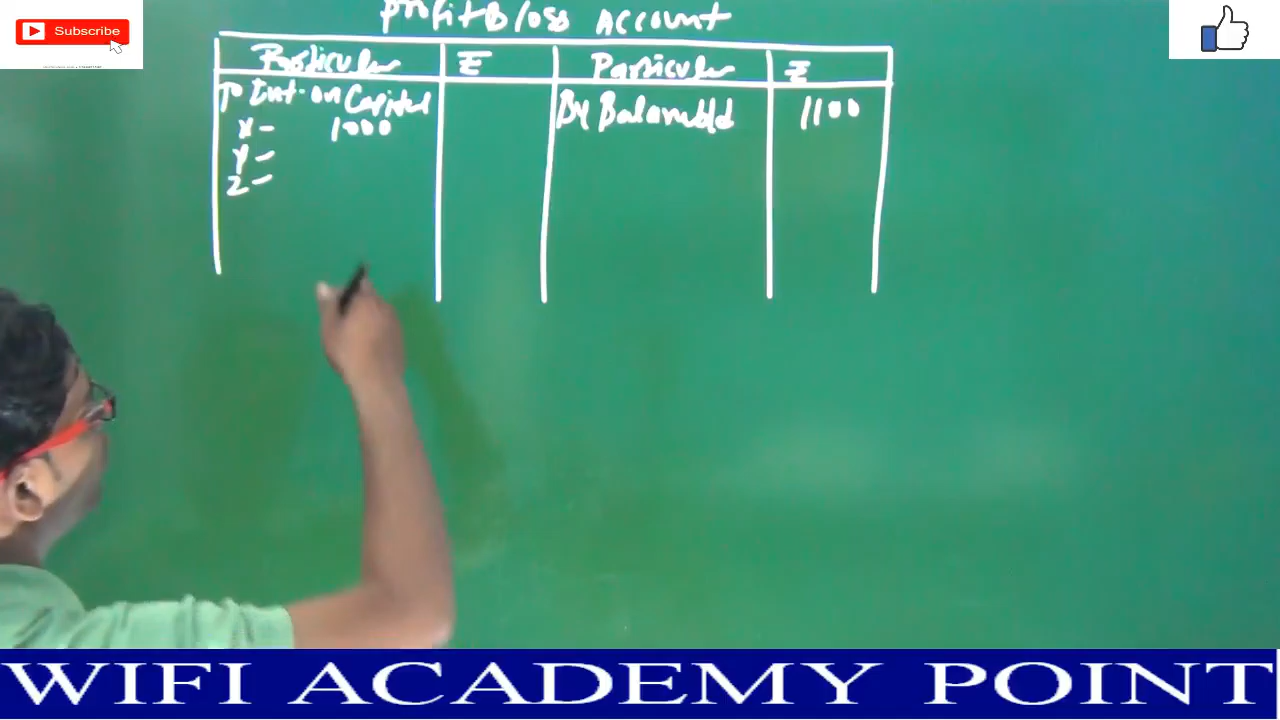 Subscribe
Profit & loss Account
Particular ₹ Particular ₹
To Int. on Capital By Balance b/d 1100
X- 1000
Y-
Z-
WIFI ACADEMY POINT